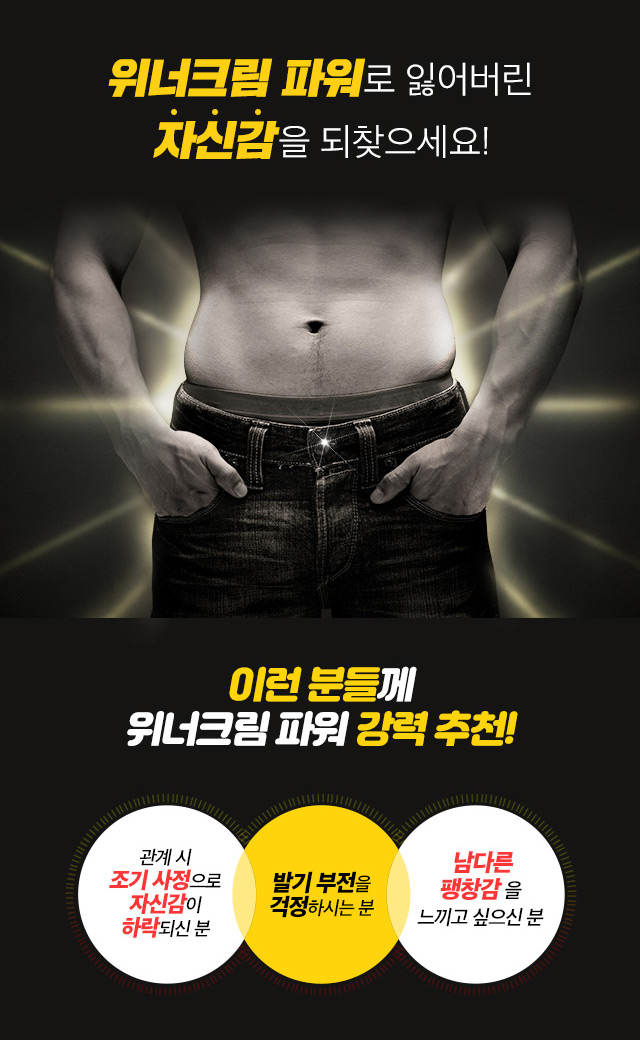 위너크림 파워로 잃어버린
자신감을 되찾으세요!
이런 분들께
위너크림 파워 강력 추천!
관계 시
조기 사정으로
자신감이
하락되신 분
발기 부전을
걱정하시는 분
남다른
팽창감 을
느끼고 싶으신 분